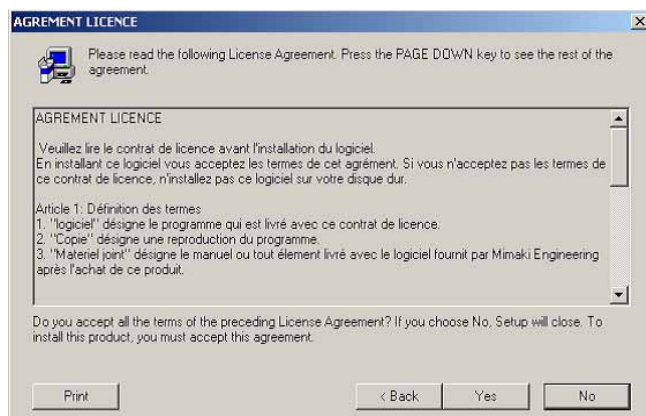 AGREMENT LICENCE
Please read the following License Agreement. Press the PAGE DOWN key to see the rest of the
agreement.
AGREMENT LICENCE
Veuillez lire le contrat de licence avant l'installation du logiciel.
En installant ce logiciel vous acceptez les termes de cet agrément. Si vous n'acceptez pas les termes de
ce contrat de licence, n'installez pas ce logiciel sur votre disque dur.
Article 1: Définition des termes
1. "logiciel" désigne le programme qui est livré avec ce contrat de licence.
2. "Copie" désigne une reproduction du programme.
3. "Materiel joint" désigne le manuel ou tout élement livré avec le logiciel fournit par Mimaki Engineering
après l'achat de ce produit.
Do you accept all the terms of the preceding License Agreement? If you choose No, Setup will close. To
install this product, you must accept this agreement.
Print
< Back
Yes
No